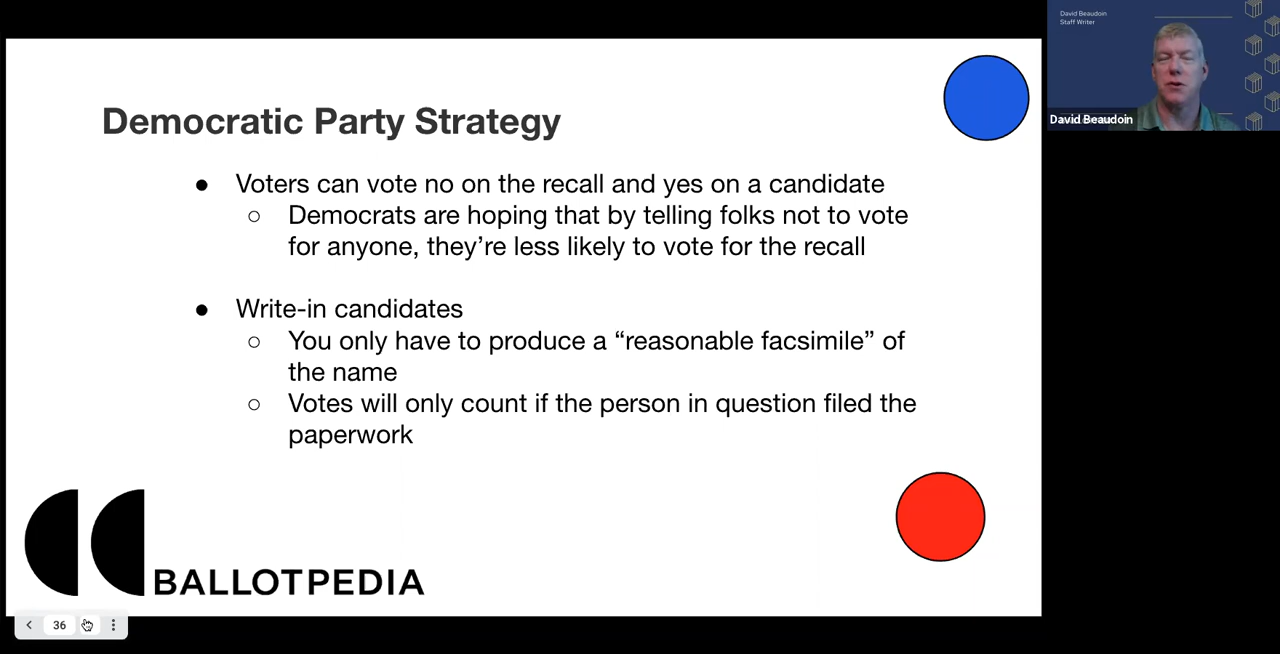 David Beaudoin
Staff Writer
David Beaudoin
Democratic Party Strategy
● Voters can vote no on the recall and yes on a candidate
○ Democrats are hoping that by telling folks not to vote
for anyone, they’re less likely to vote for the recall
● Write-in candidates
○ You only have to produce a “reasonable facsimile” of
the name
○ Votes will only count if the person in question filed the
paperwork
BALLOTPEDIA
36